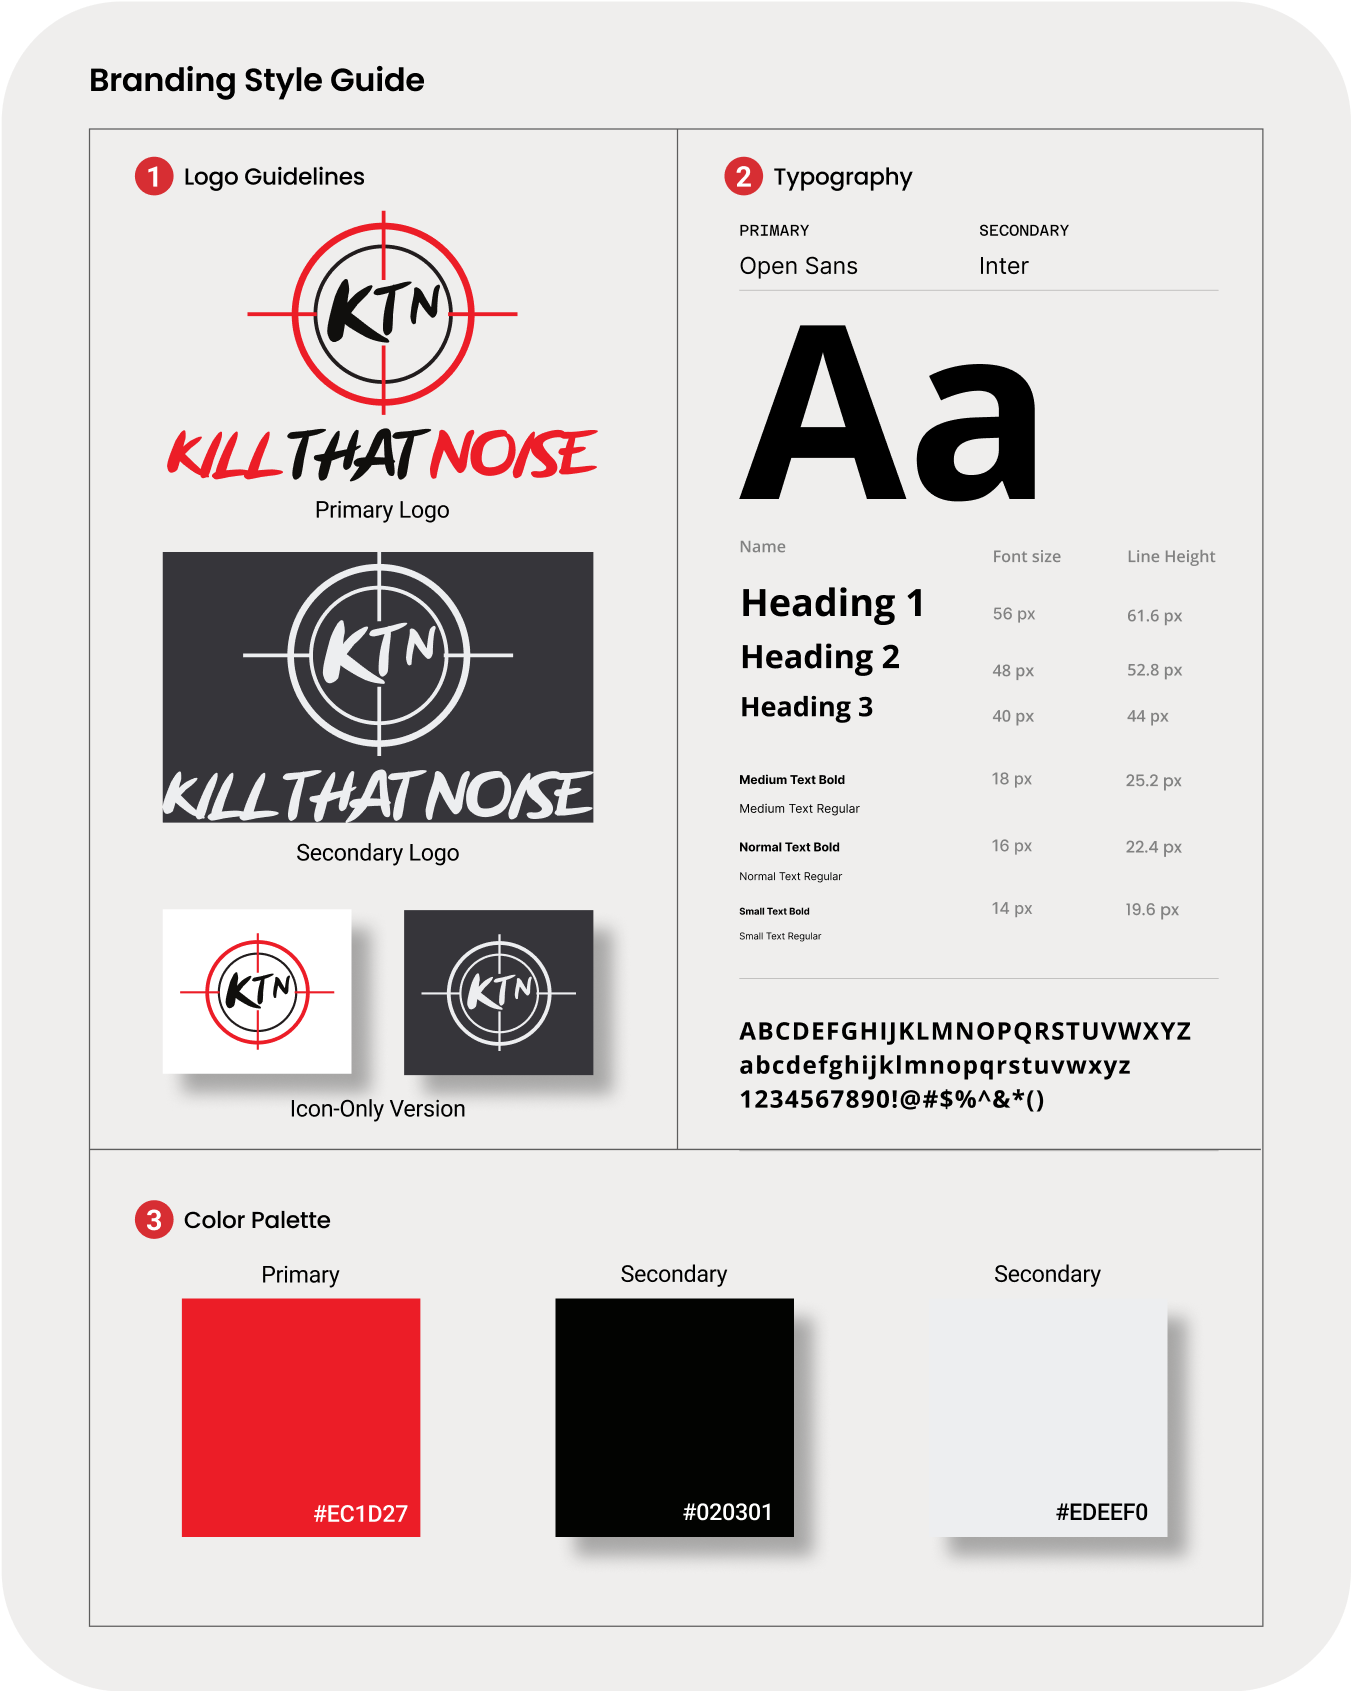 Branding Style Guide
1 Logo Guidelines
KTN
KILL THAT NOISE
Primary Logo
KTN
KILL THAT NOISE
Secondary Logo
KTN
KTN
Icon-Only Version
2 Typography
PRIMARY SECONDARY
Open Sans Inter
Aa
Name Font size Line Height
Heading 1 56 px 61.6 px
Heading 2 48 px 52.8 px
Heading 3 40 px 44 px
Medium Text Bold 18 px 25.2 px
Medium Text Regular
Normal Text Bold 16 px 22.4 px
Normal Text Regular
Small Text Bold 14 px 19.6 px
Small Text Regular
ABCDEFGHIJKLMNOPQRSTUVWXYZ
abcdefghijklmnopqrstuvwxyz
1234567890!@#$%^&*()
3 Color Palette
Primary Secondary Secondary
#EC1D27 #020301 #EDEEF0